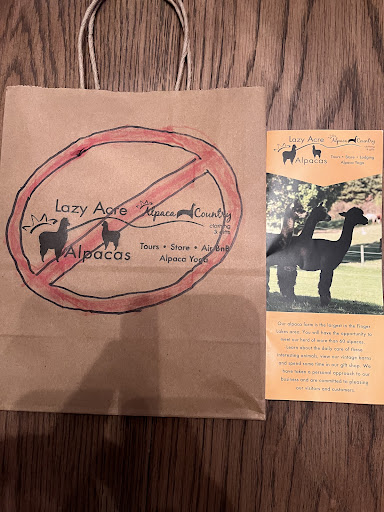 Lazy Acre
Alpacas
Alpaca Country
clothing
& gifts
Tours • Store • Air BnB
Alpaca Yoga
Lazy Acre
Alpacas
Alpaca Country
Tours • Store • Lodging
Alpaca Yoga
Our alpaca farm is the largest in the Finger
Lakes area. You will have the opportunity to
meet our herd of more than 60 alpacas,
Learn about the daily care of these
interesting animals, view our vintage barns
and spend some time in our gift shop. We
have taken a personal approach to our
business and are committed to pleasing
our visitors and customers.